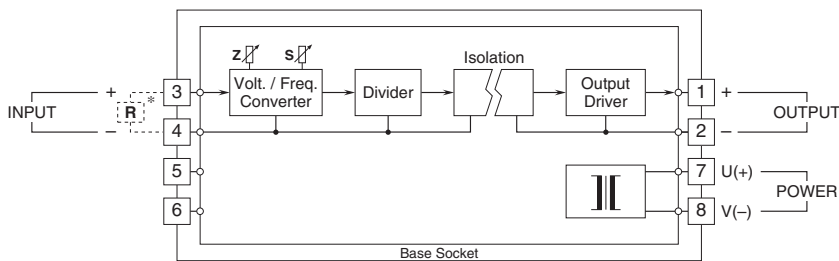 Z
S
Isolation
3
Volt. / Freq.
Converter
Divider
Output
Driver
1
+
+
INPUT
R
*
OUTPUT
–
4
2
–
5
7
U(+)
POWER
6
8
V(–)
Base Socket